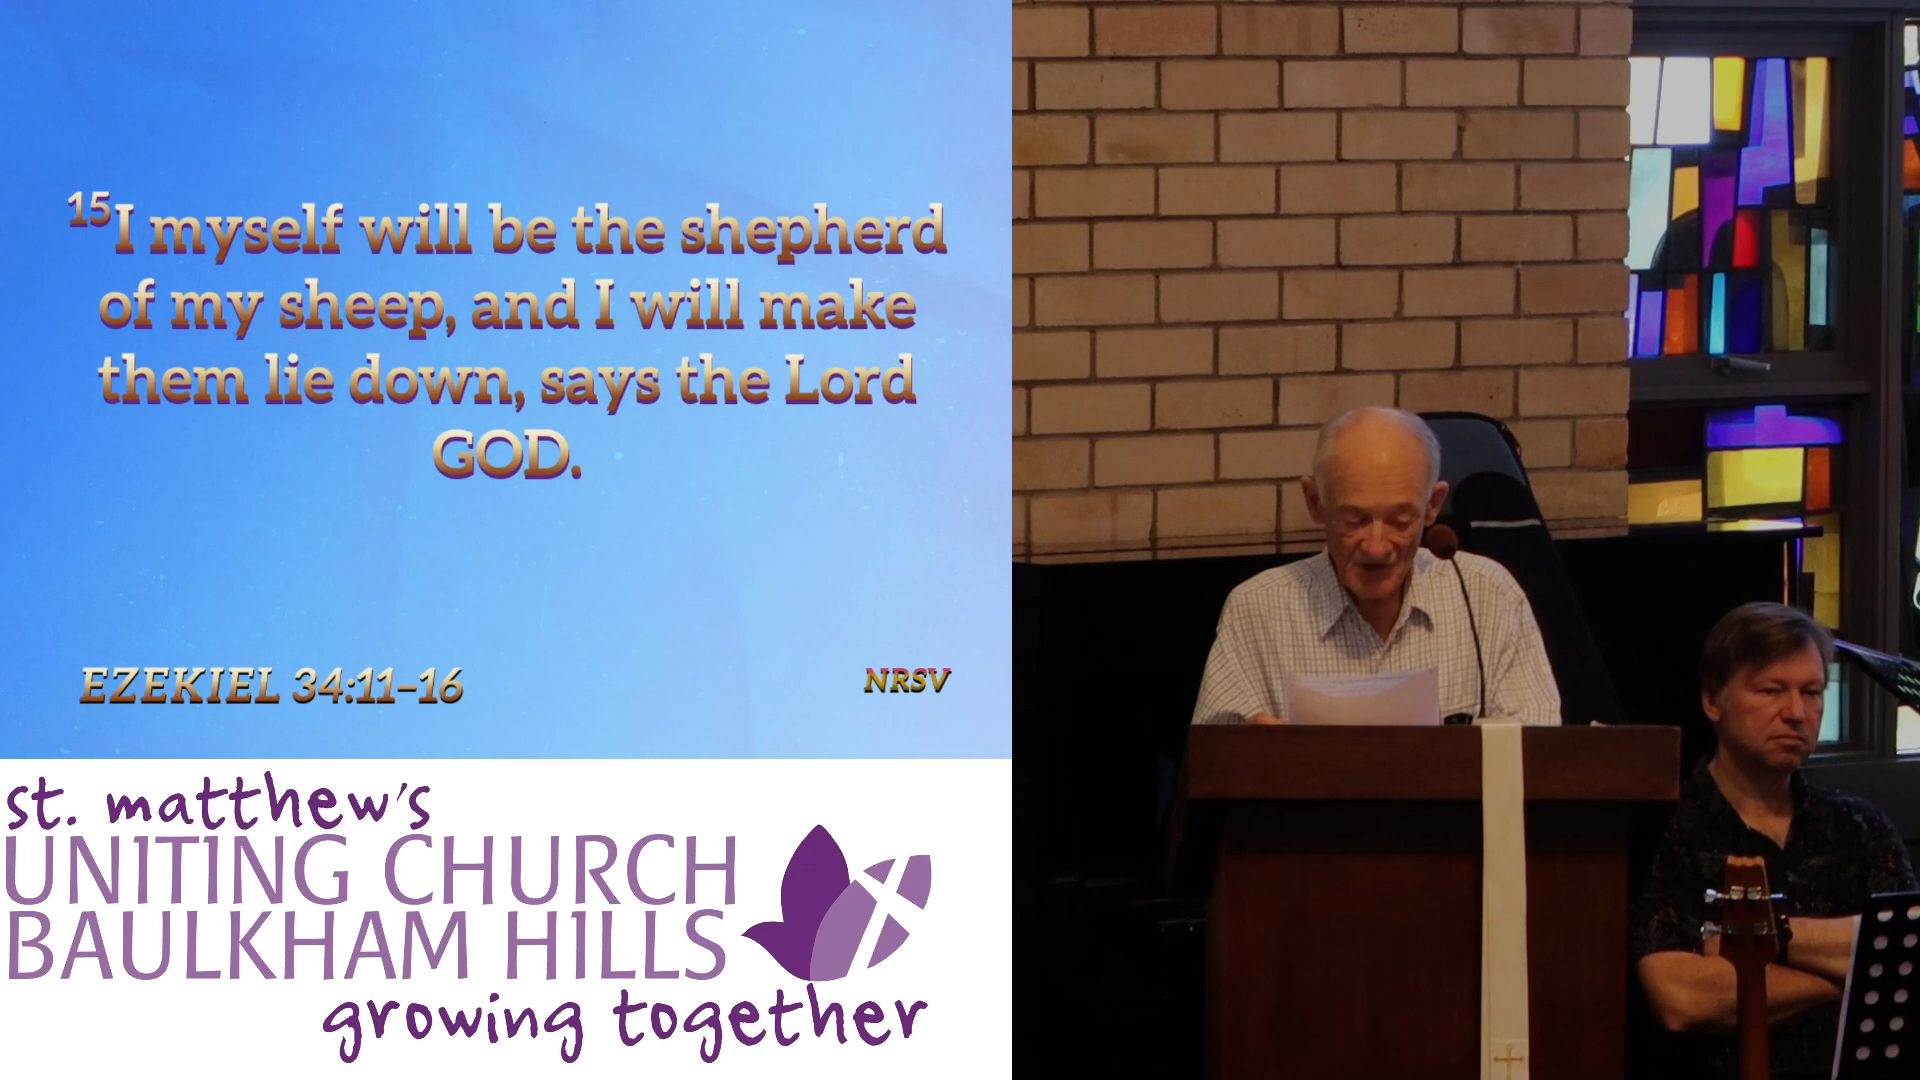 15I myself will be the shepherd
of my sheep, and I will make
them lie down, says the Lord
GOD.
EZEKIEL 34:11–16
NRSV
st. matthew's
UNITING CHURCH
BAULKHAM HILLS
growing together